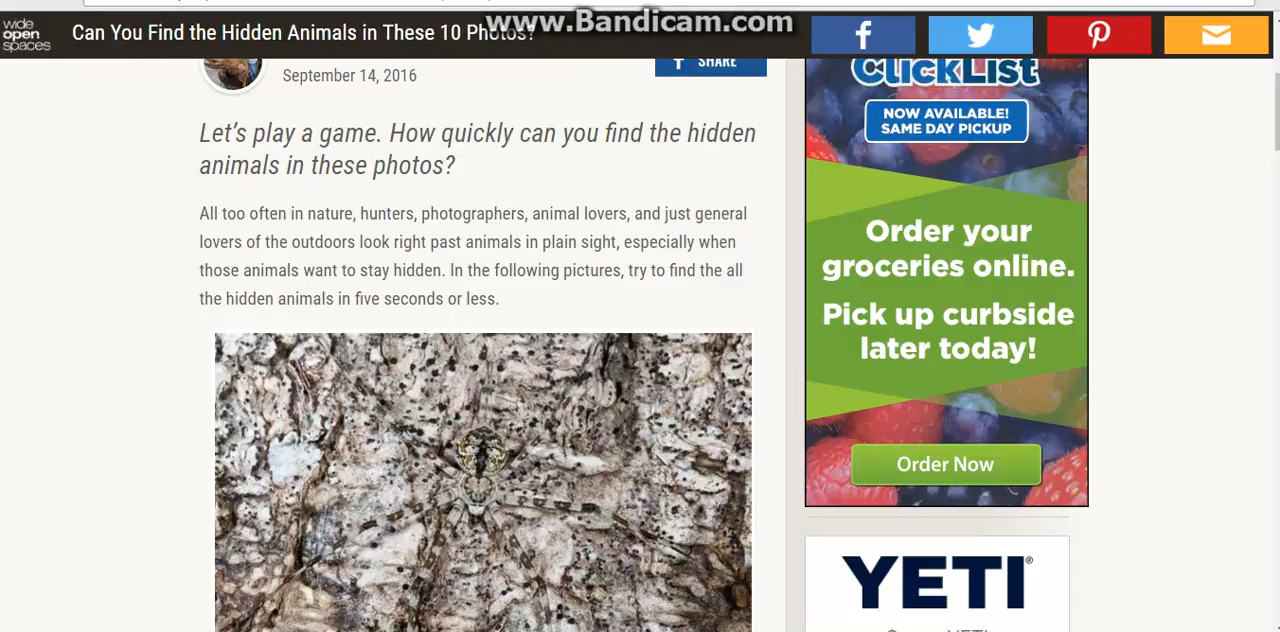 www.Bandicam.com
wide
open
spaces
Can You Find the Hidden Animals in These 10 Photos?
September 14, 2016
SHARE
Let's play a game. How quickly can you find the hidden
animals in these photos?
All too often in nature, hunters, photographers, animal lovers, and just general
lovers of the outdoors look right past animals in plain sight, especially when
those animals want to stay hidden. In the following pictures, try to find the all
the hidden animals in five seconds or less.
ClickList
NOW AVAILABLE!
SAME DAY PICKUP
Order your
groceries online.
Pick up curbside
later today!
Order Now
YETI®